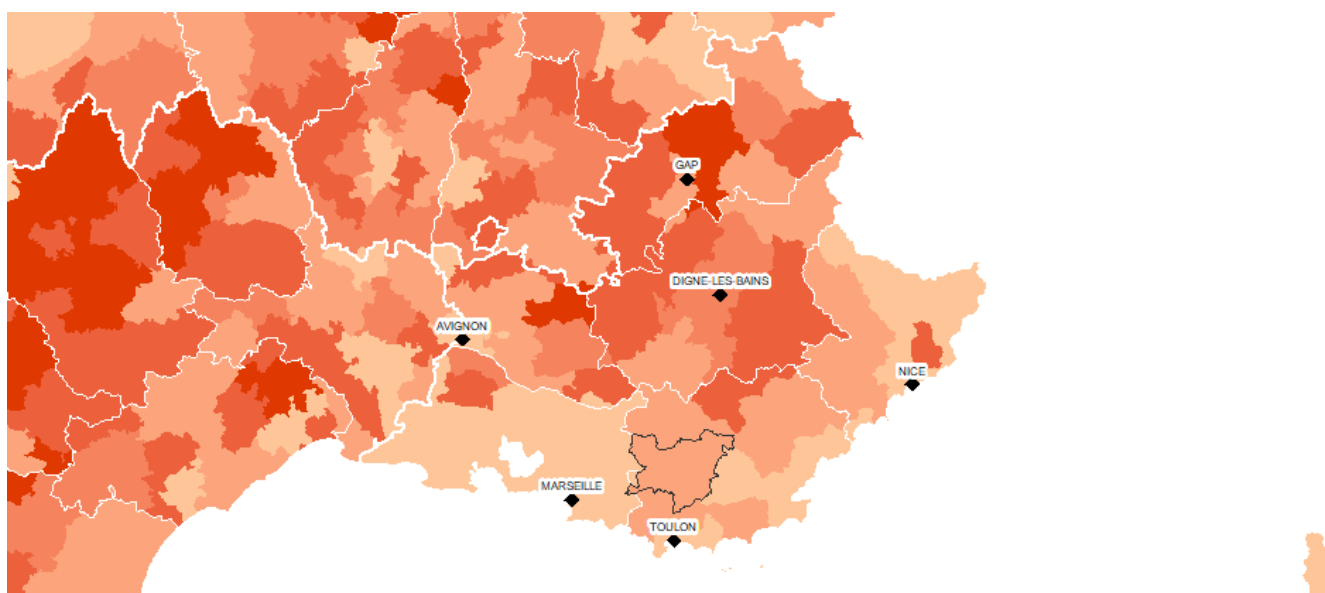 GAP
DIGNE-LES-BAINS
AVIGNON
NICE
MARSEILLE
TOULON